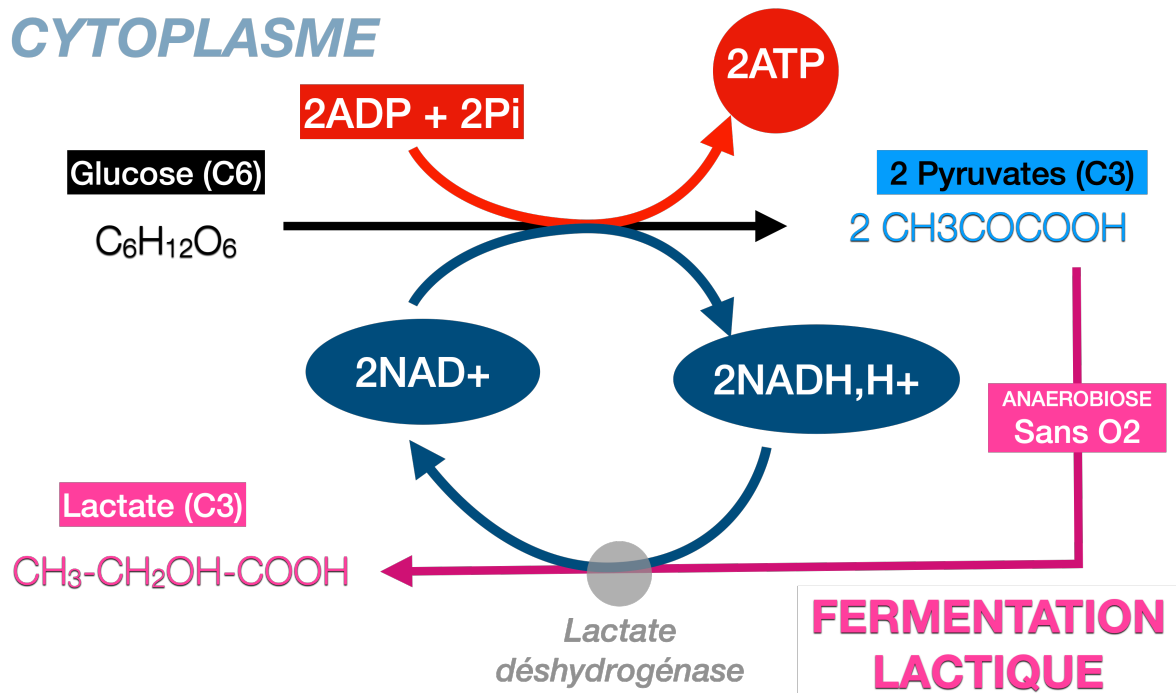 CYTOPLASME
2ATP
2ADP + 2Pi
Glucose (C6)
2 Pyruvates (C3)
C₆H₁₂O₆
2 CH3COCOOH
2NAD+
2NADH,H+
ANAEROBIOSE
Sans O2
Lactate (C3)
CH₃-CH₂OH-COOH
Lactate
déshydrogénase
FERMENTATION
LACTIQUE